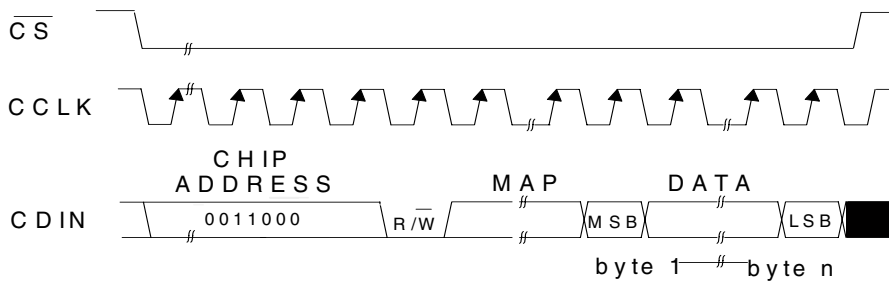 CS
CCLK
CHIP
ADDRESS
MAP
DATA
CDIN
0011000
R/W
MSB
LSB
byte 1
byte n